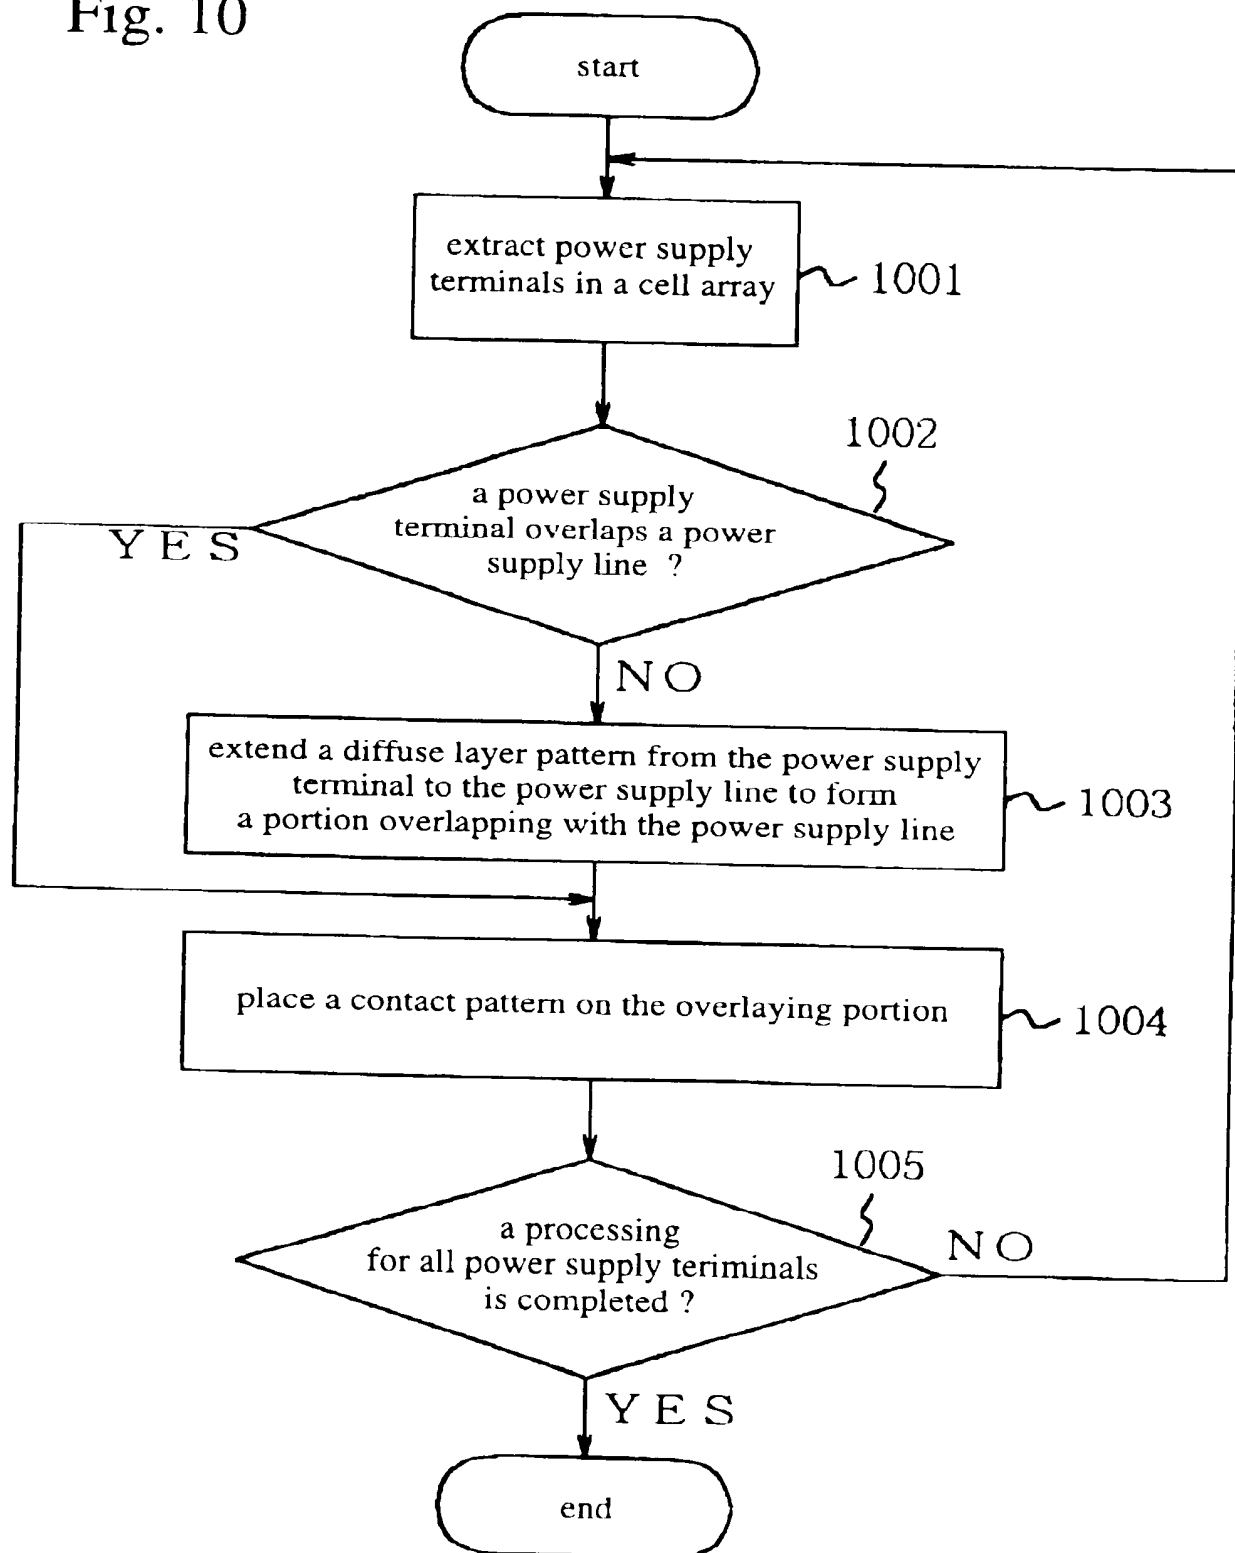 Fig. 10
start
extract power supply
terminals in a cell array
1001
1002
a power supply
terminal overlaps a power
supply line ?
YES
NO
extend a diffuse layer pattern from the power supply
terminal to the power supply line to form
a portion overlapping with the power supply line
1003
place a contact pattern on the overlaying portion
1004
1005
a processing
for all power supply teriminals
is completed ?
NO
YES
end